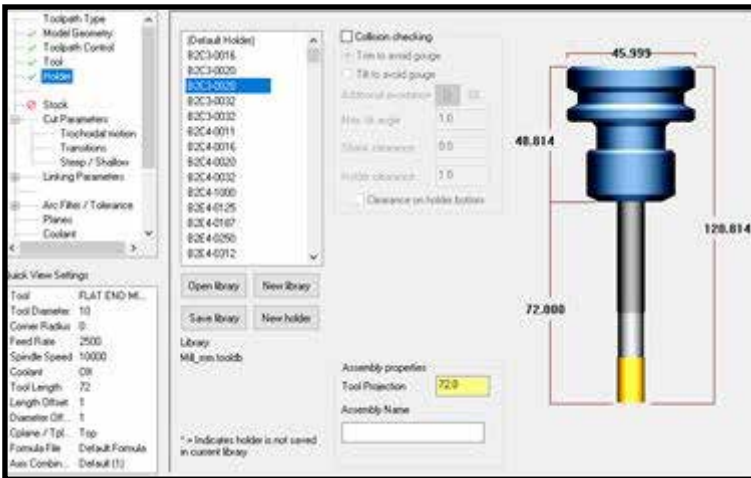 Toolpath Type
Model Geometry
Toolpath Control
Tool
Holder
Stock
Cut Parameters
Trochoidal motion
Transitions
Steep / Shallow
Linking Parameters
Arc Filter / Tolerance
Planes
Coolant
Quick View Settings
Tool FLAT END MI...
Tool Diameter 10
Corner Radius 0
Feed Rate 2500
Spindle Speed 10000
Coolant Off
Tool Length 72
Length Offset 1
Diameter Off... 1
Cplane / Tpl... Top
Formula File Default.Formula
Axis Combin... Default (1)
(Default Holder)
B2C3-0016
B2C3-0020
B2C3-0020
B2C3-0032
B2C3-0032
B2C4-0011
B2C4-0016
B2C4-0020
B2C4-0032
B2C4-1000
B2E4-0125
B2E4-0187
B2E4-0250
B2E4-0312
Open library New library
Save library New holder
Library:
Mill_mm.tooldb
* = Indicates holder is not saved
in current library
Collision checking
Trim to avoid gouge
Tilt to avoid gouge
Additional avoidance
Max tilt angle 1.0
Shank clearance 0.0
Holder clearance 1.0
Clearance on holder bottom
Assembly properties
Tool Projection 72.0
Assembly Name
45.999
48.814
120.814
72.000